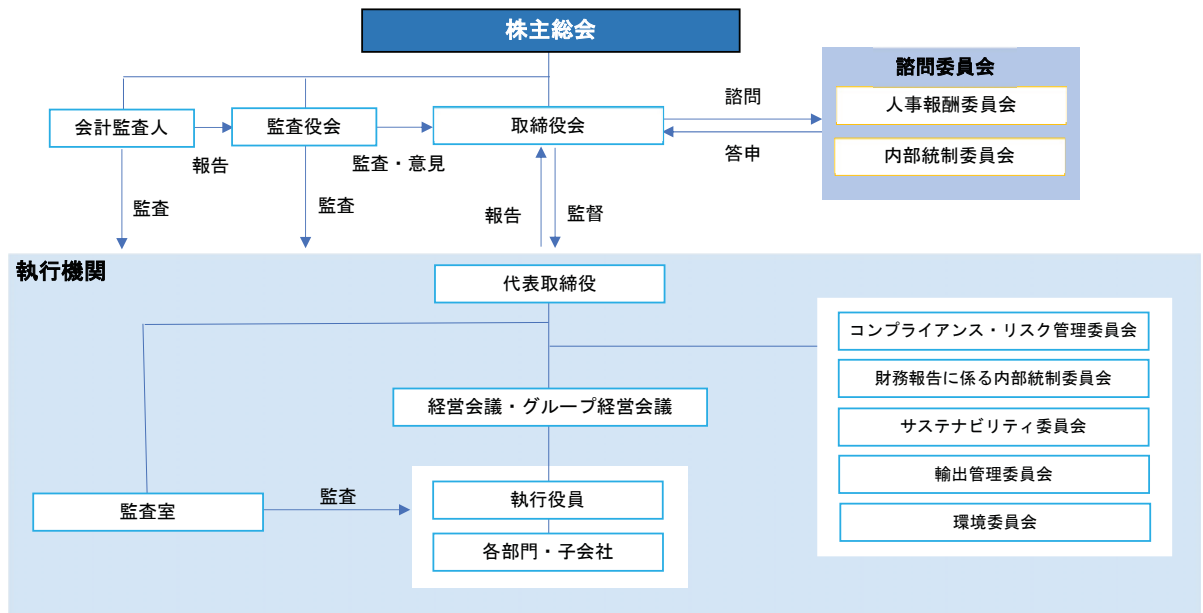 株主総会
諮問委員会
人事報酬委員会
内部統制委員会
諮問
答申
会計監査人
監査役会
取締役会
報告
監査・意見
監査
監査
報告
監督
執行機関
代表取締役
コンプライアンス・リスク管理委員会
財務報告に係る内部統制委員会
サステナビリティ委員会
輸出管理委員会
環境委員会
経営会議・グループ経営会議
監査室
監査
執行役員
各部門・子会社